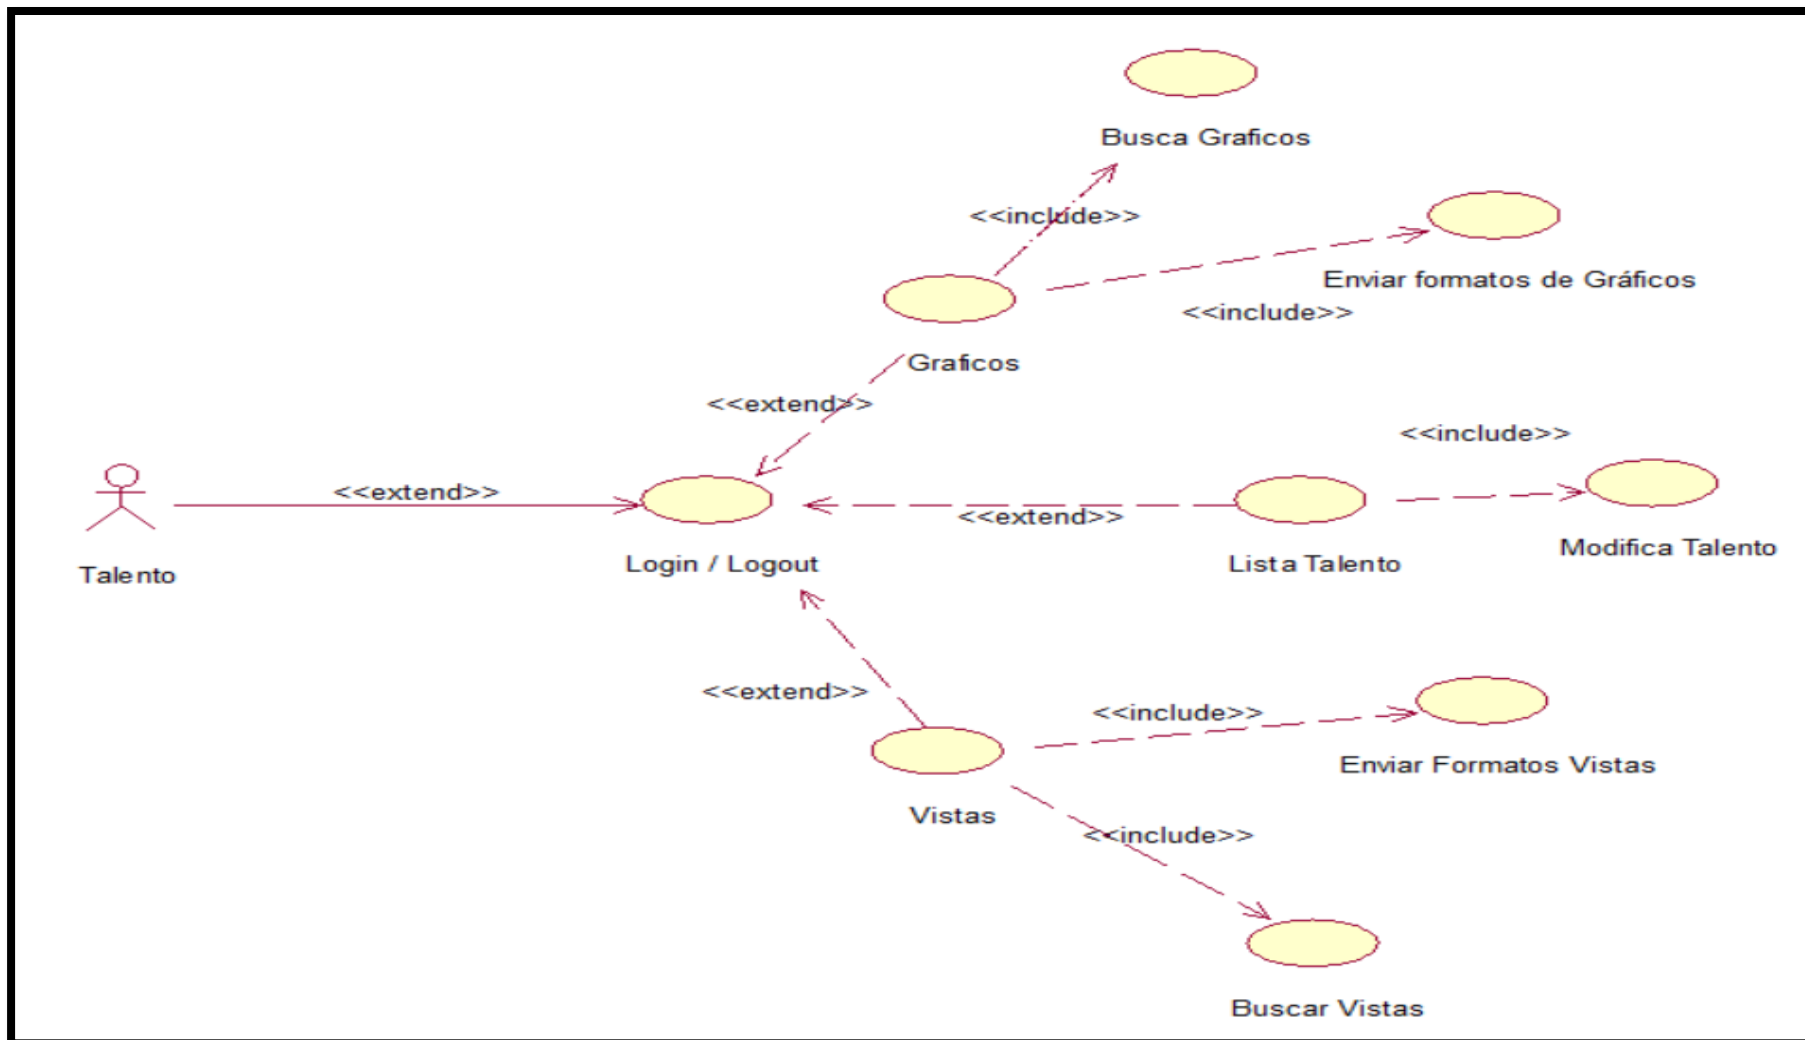 Busca Graficos
<<include>>
Enviar formatos de Gráficos
<<include>>
Graficos
<<extend>>
<<include>>
<<extend>>
<<extend>>
Modifica Talento
Login / Logout
Lista Talento
Talento
<<extend>>
<<include>>
Enviar Formatos Vistas
Vistas
<<include>>
Buscar Vistas